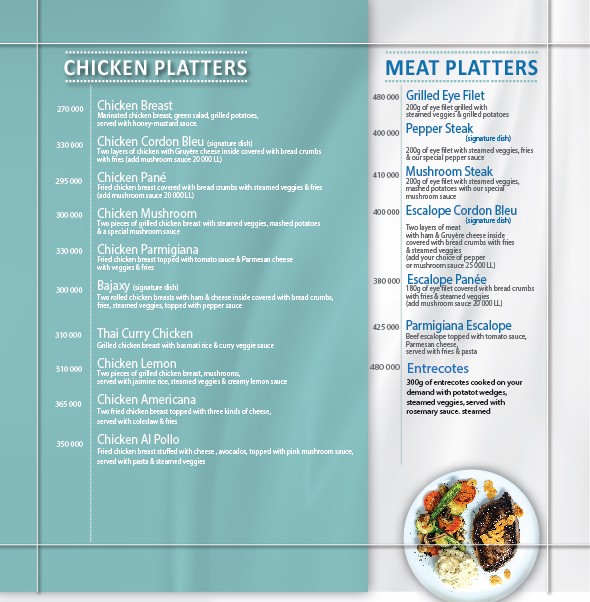 CHICKEN PLATTERS
270 000 Chicken Breast
Marinated chicken breast, green salad, grilled potatoes,
served with honey-mustard sauce.
330 000 Chicken Cordon Bleu (signature dish)
Two layers of chicken with Gruyère cheese inside covered with bread crumbs
with fries (add mushroom sauce 20 000 LL)
295 000 Chicken Pané
Fried chicken breast covered with bread crumbs with steamed veggies & fries
(add mushroom sauce 20 000 LL)
300 000 Chicken Mushroom
Two pieces of grilled chicken breast with steamed veggies, mashed potatoes
& a special mushroom sauce
330 000 Chicken Parmigiana
Fried chicken breast topped with tomato sauce & Parmesan cheese
with veggies & fries
300 000 Bajaxy (signature dish)
Two rolled chicken breasts with ham & cheese inside covered with bread crumbs,
fries, steamed veggies, topped with pepper sauce
310 000 Thai Curry Chicken
Grilled chicken breast with basmati rice & curry veggie sauce
310 000 Chicken Lemon
Two pieces of grilled chicken breast, mushrooms,
served with jasmine rice, steamed veggies & creamy lemon sauce
365 000 Chicken Americana
Two fried chicken breast topped with three kinds of cheese,
served with coleslaw & fries
350 000 Chicken Al Pollo
Fried chicken breast stuffed with cheese , avocados, topped with pink mushroom sauce,
served with pasta & steamed veggies
MEAT PLATTERS
480 000 Grilled Eye Filet
200g of eye filet grilled with
steamed veggies & grilled potatoes
400 000 Pepper Steak
(signature dish)
200g of eye filet with steamed veggies, fries
& our special pepper sauce
410 000 Mushroom Steak
200g of eye filet with steamed veggies,
mashed potatoes with our special
mushroom sauce
400 000 Escalope Cordon Bleu
(signature dish)
Two layers of meat
with ham & Gruyère cheese inside
covered with bread crumbs with fries
& steamed veggies
(add your choice of pepper
or mushroom sauce 25 000 LL)
380 000 Escalope Panée
180g of eye filet covered with bread crumbs
with fries & steamed veggies
(add mushroom sauce 20 000 LL)
425 000 Parmigiana Escalope
Beef escalope topped with tomato sauce,
Parmesan cheese,
served with fries & pasta
480 000 Entrecotes
300g of entrecotes cooked on your
demand with potatot wedges,
steamed veggies, served with
rosemary sauce. steamed